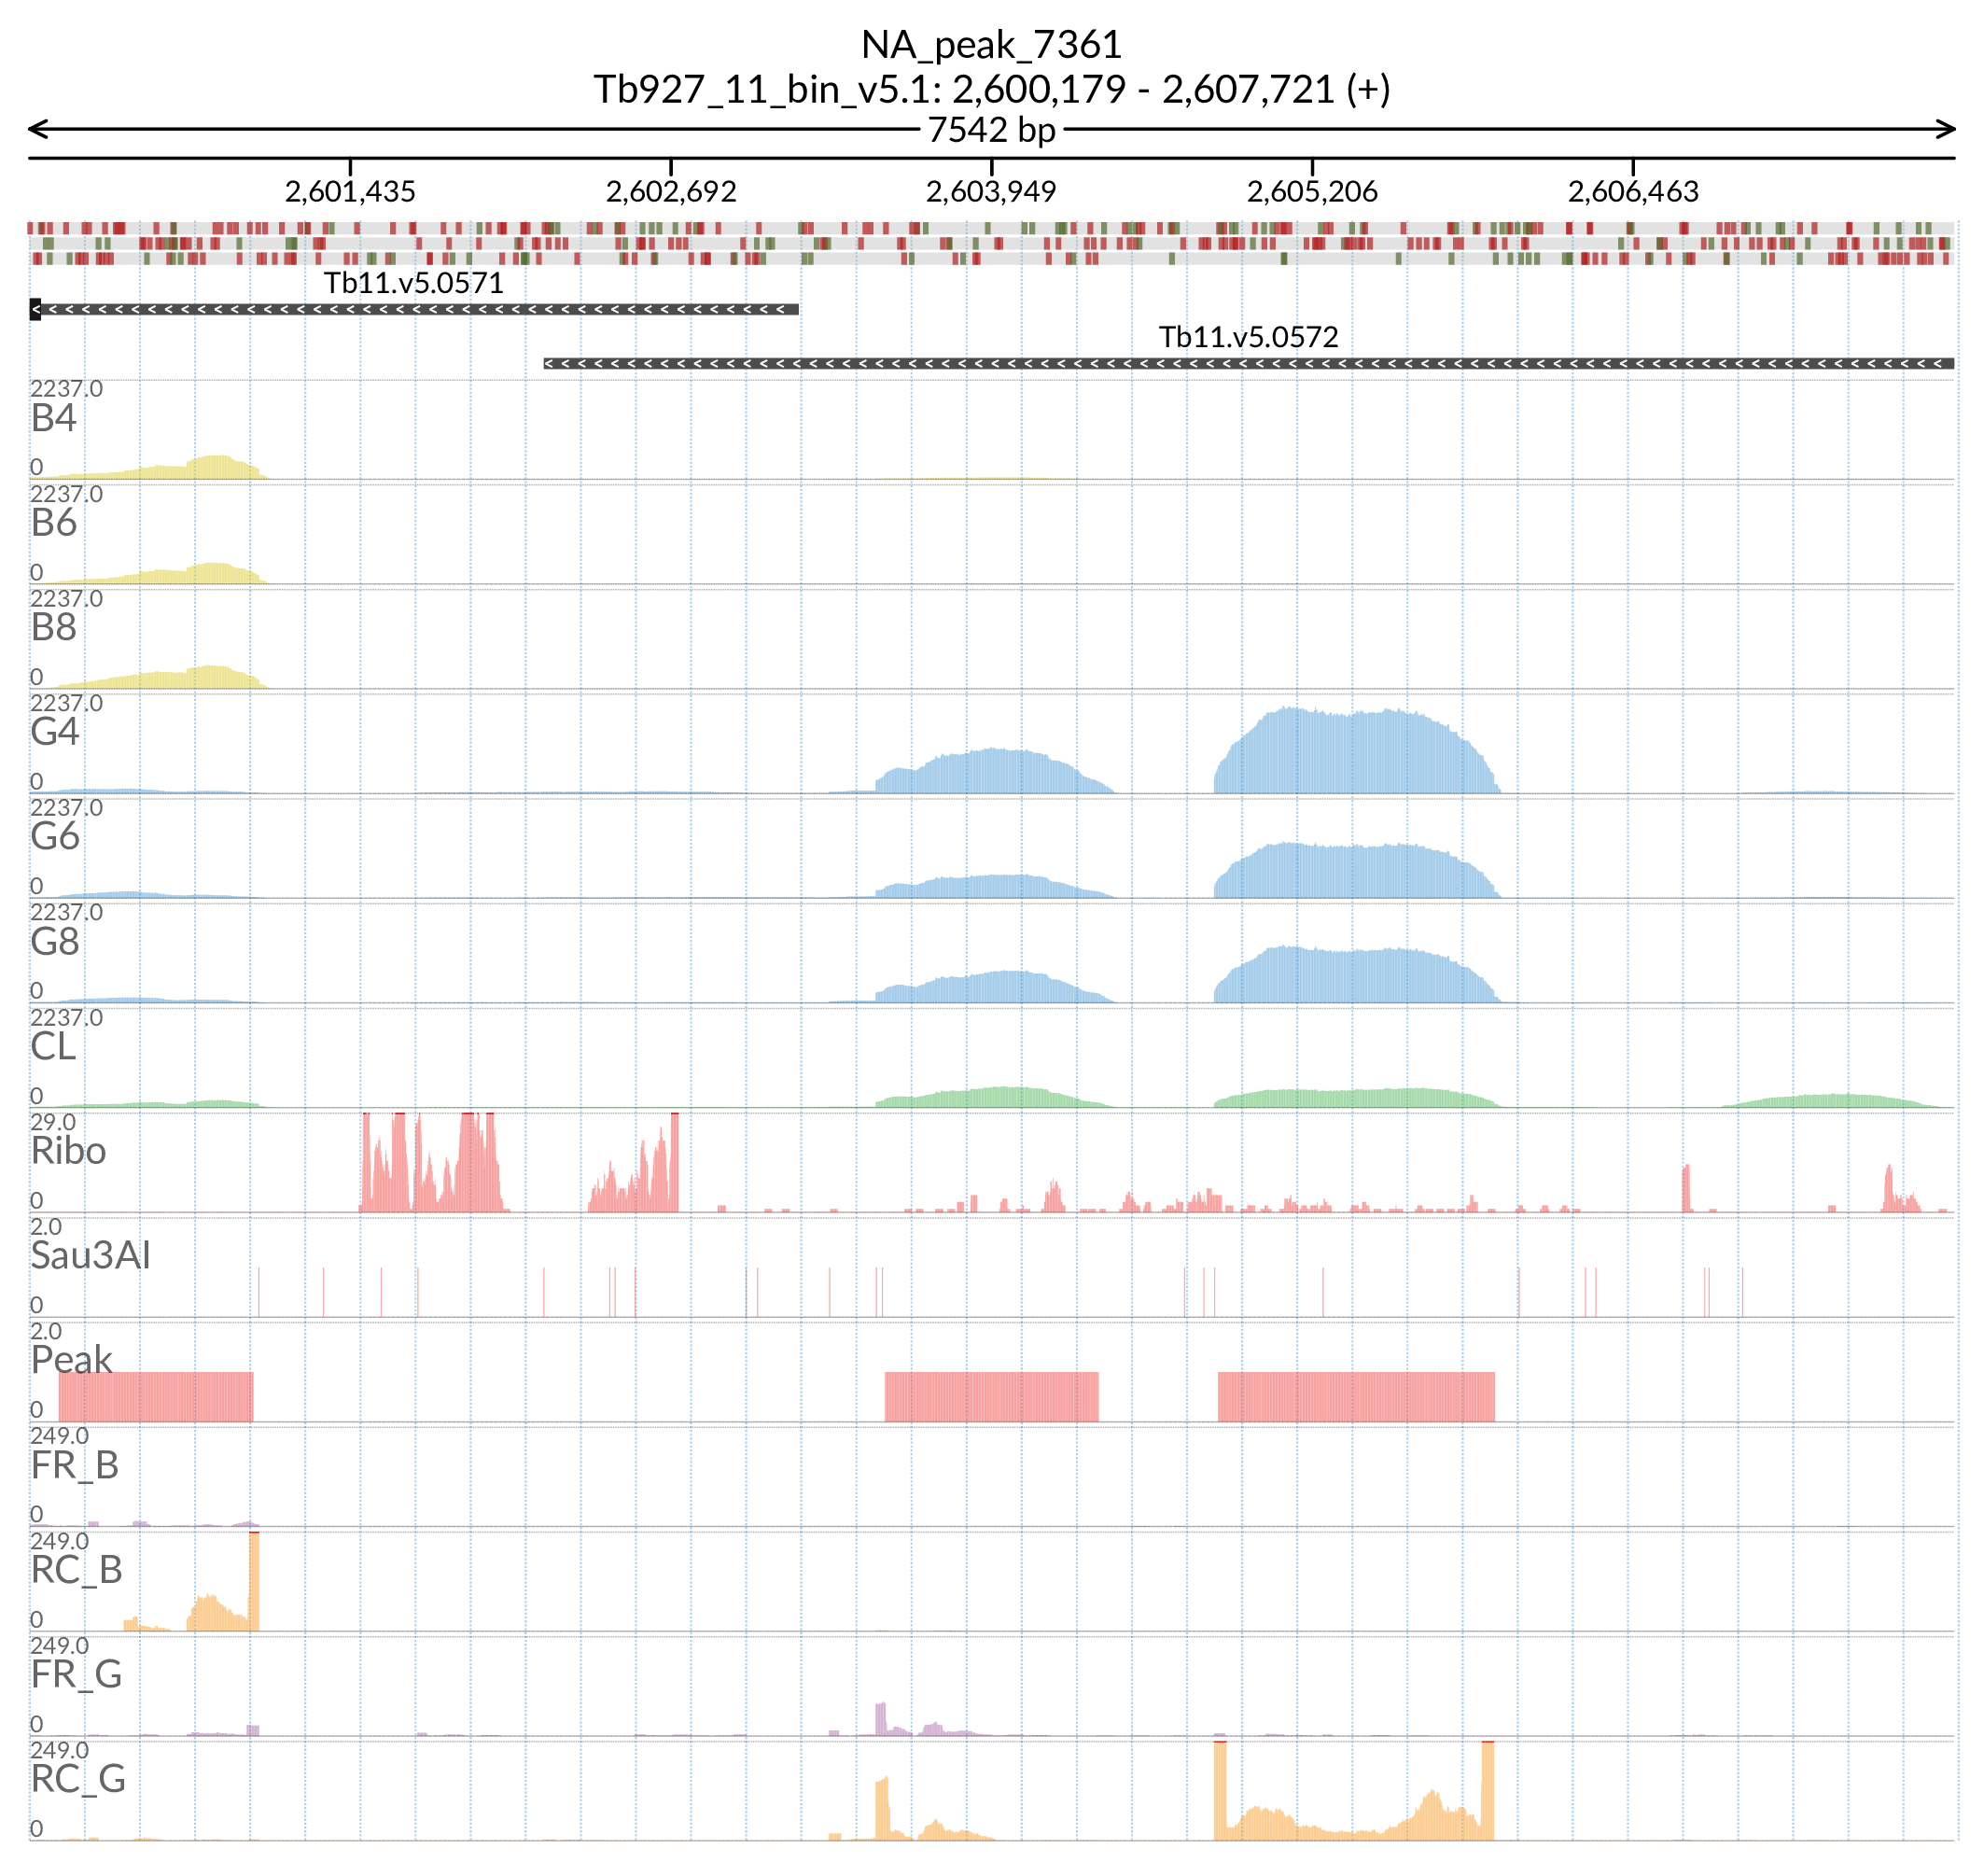 NA_peak_7361
Tb927_11_bin_v5.1: 2,600,179 - 2,607,721 (+)
7542 bp
2,601,435 2,602,692 2,603,949 2,605,206 2,606,463
Tb11.v5.0571
Tb11.v5.0572
2237.0
B4
0
2237.0
B6
0
2237.0
B8
0
2237.0
G4
0
2237.0
G6
0
2237.0
G8
0
2237.0
CL
0
29.0
Ribo
0
2.0
Sau3AI
0
2.0
Peak
0
249.0
FR_B
0
249.0
RC_B
0
249.0
FR_G
0
249.0
RC_G
0